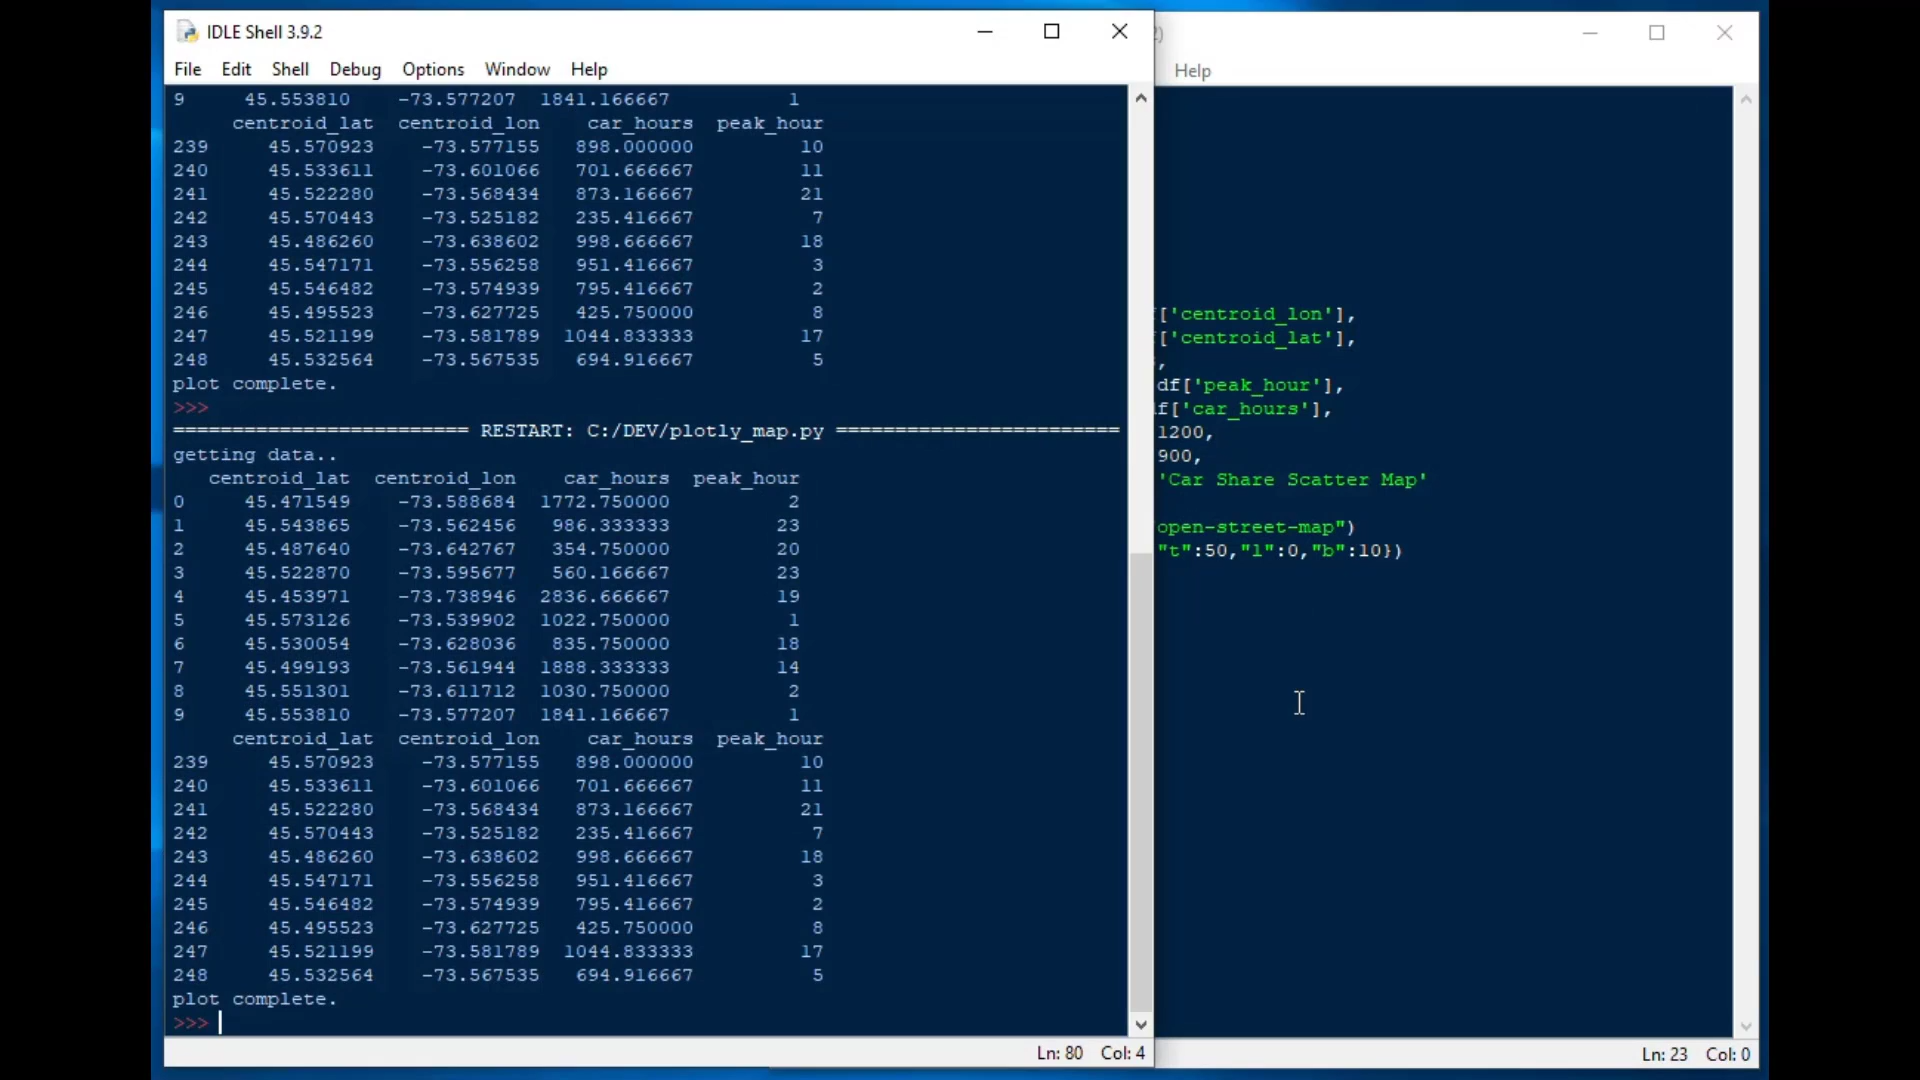 IDLE Shell 3.9.2
File Edit Shell Debug Options Window Help
9 45.553810 -73.577207 1841.166667 1
centroid_lat centroid_lon car_hours peak_hour
239 45.570923 -73.577155 898.000000 10
240 45.533611 -73.601066 701.666667 11
241 45.522280 -73.568434 873.166667 21
242 45.570443 -73.525182 235.416667 7
243 45.486260 -73.638602 998.666667 18
244 45.547171 -73.556258 951.416667 3
245 45.546482 -73.574939 795.416667 2
246 45.495523 -73.627725 425.750000 8
247 45.521199 -73.581789 1044.833333 17
248 45.532564 -73.567535 694.916667 5
plot complete.
>>>
========================= RESTART: C:/DEV/plotly_map.py ========================
getting data..
centroid_lat centroid_lon car_hours peak_hour
0 45.471549 -73.588684 1772.750000 2
1 45.543865 -73.562456 986.333333 23
2 45.487640 -73.642767 354.750000 20
3 45.522870 -73.595677 560.166667 23
4 45.453971 -73.738946 2836.666667 19
5 45.573126 -73.539902 1022.750000 1
6 45.530054 -73.628036 835.750000 18
7 45.499193 -73.561944 1888.333333 14
8 45.551301 -73.611712 1030.750000 2
9 45.553810 -73.577207 1841.166667 1
centroid_lat centroid_lon car_hours peak_hour
239 45.570923 -73.577155 898.000000 10
240 45.533611 -73.601066 701.666667 11
241 45.522280 -73.568434 873.166667 21
242 45.570443 -73.525182 235.416667 7
243 45.486260 -73.638602 998.666667 18
244 45.547171 -73.556258 951.416667 3
245 45.546482 -73.574939 795.416667 2
246 45.495523 -73.627725 425.750000 8
247 45.521199 -73.581789 1044.833333 17
248 45.532564 -73.567535 694.916667 5
plot complete.
>>>
Ln: 80 Col: 4
2)
Help
['centroid_lon'],
['centroid_lat'],
,
df['peak_hour'],
f['car_hours'],
1200,
900,
'Car Share Scatter Map'
open-street-map")
"t":50,"l":0,"b":10})
Ln: 23 Col: 0